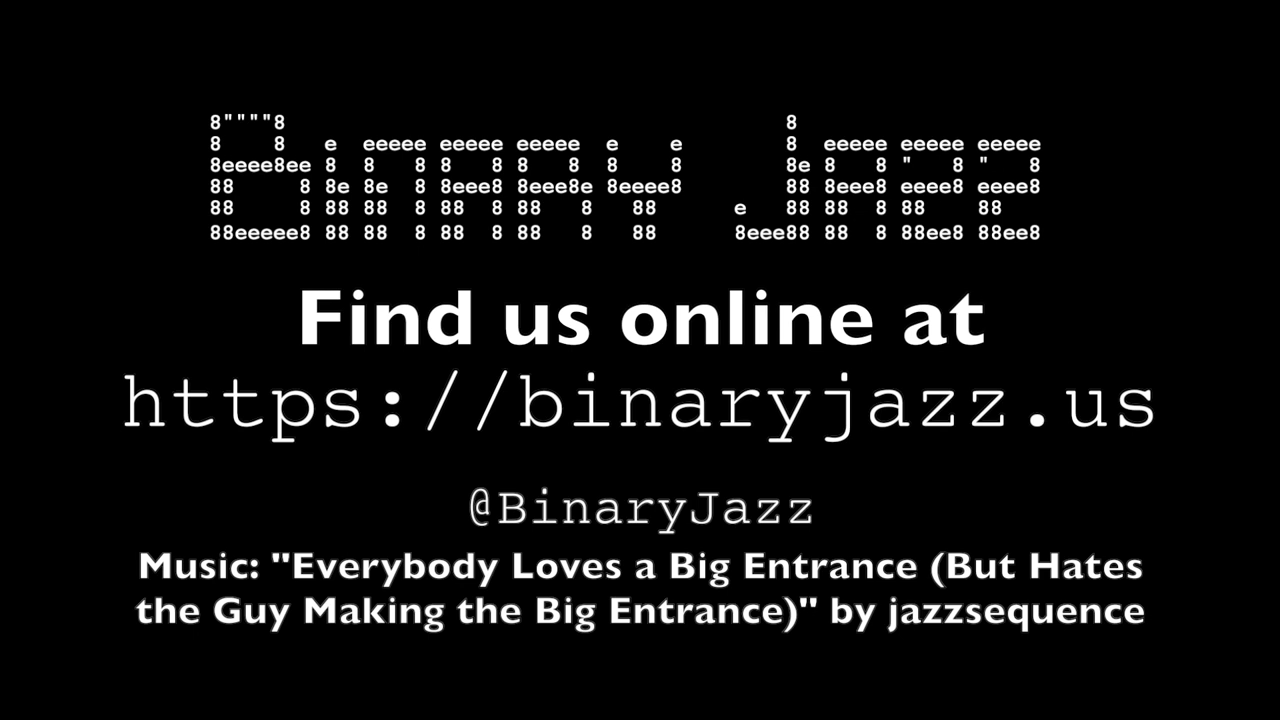 Binary Jazz
Find us online at
https://binaryjazz.us
@BinaryJazz
Music: "Everybody Loves a Big Entrance (But Hates
the Guy Making the Big Entrance)" by jazzsequence